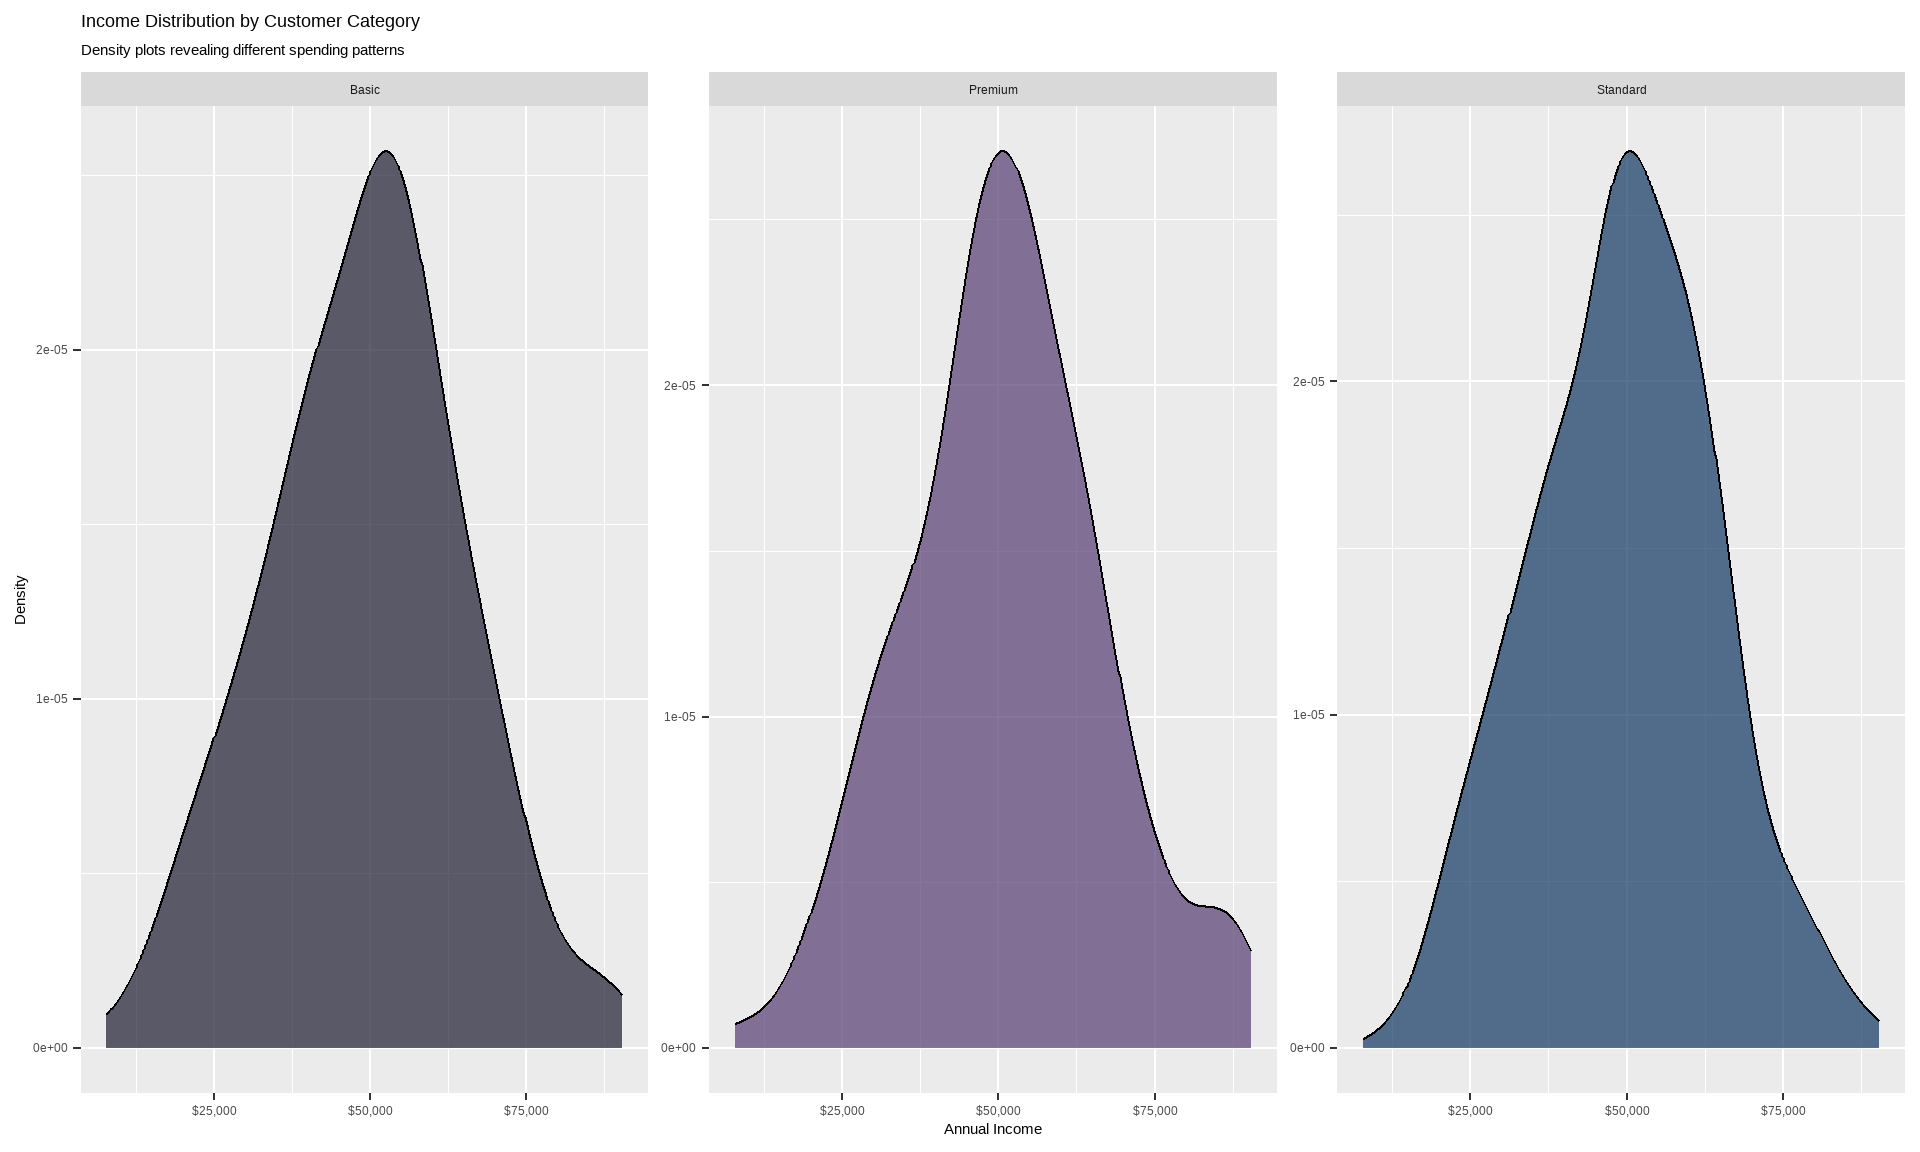 Income Distribution by Customer Category
Density plots revealing different spending patterns
Basic
Premium
Standard
Density
2e-05
1e-05
0e+00
2e-05
1e-05
0e+00
2e-05
1e-05
0e+00
$25,000
$50,000
$75,000
$25,000
$50,000
$75,000
$25,000
$50,000
$75,000
Annual Income